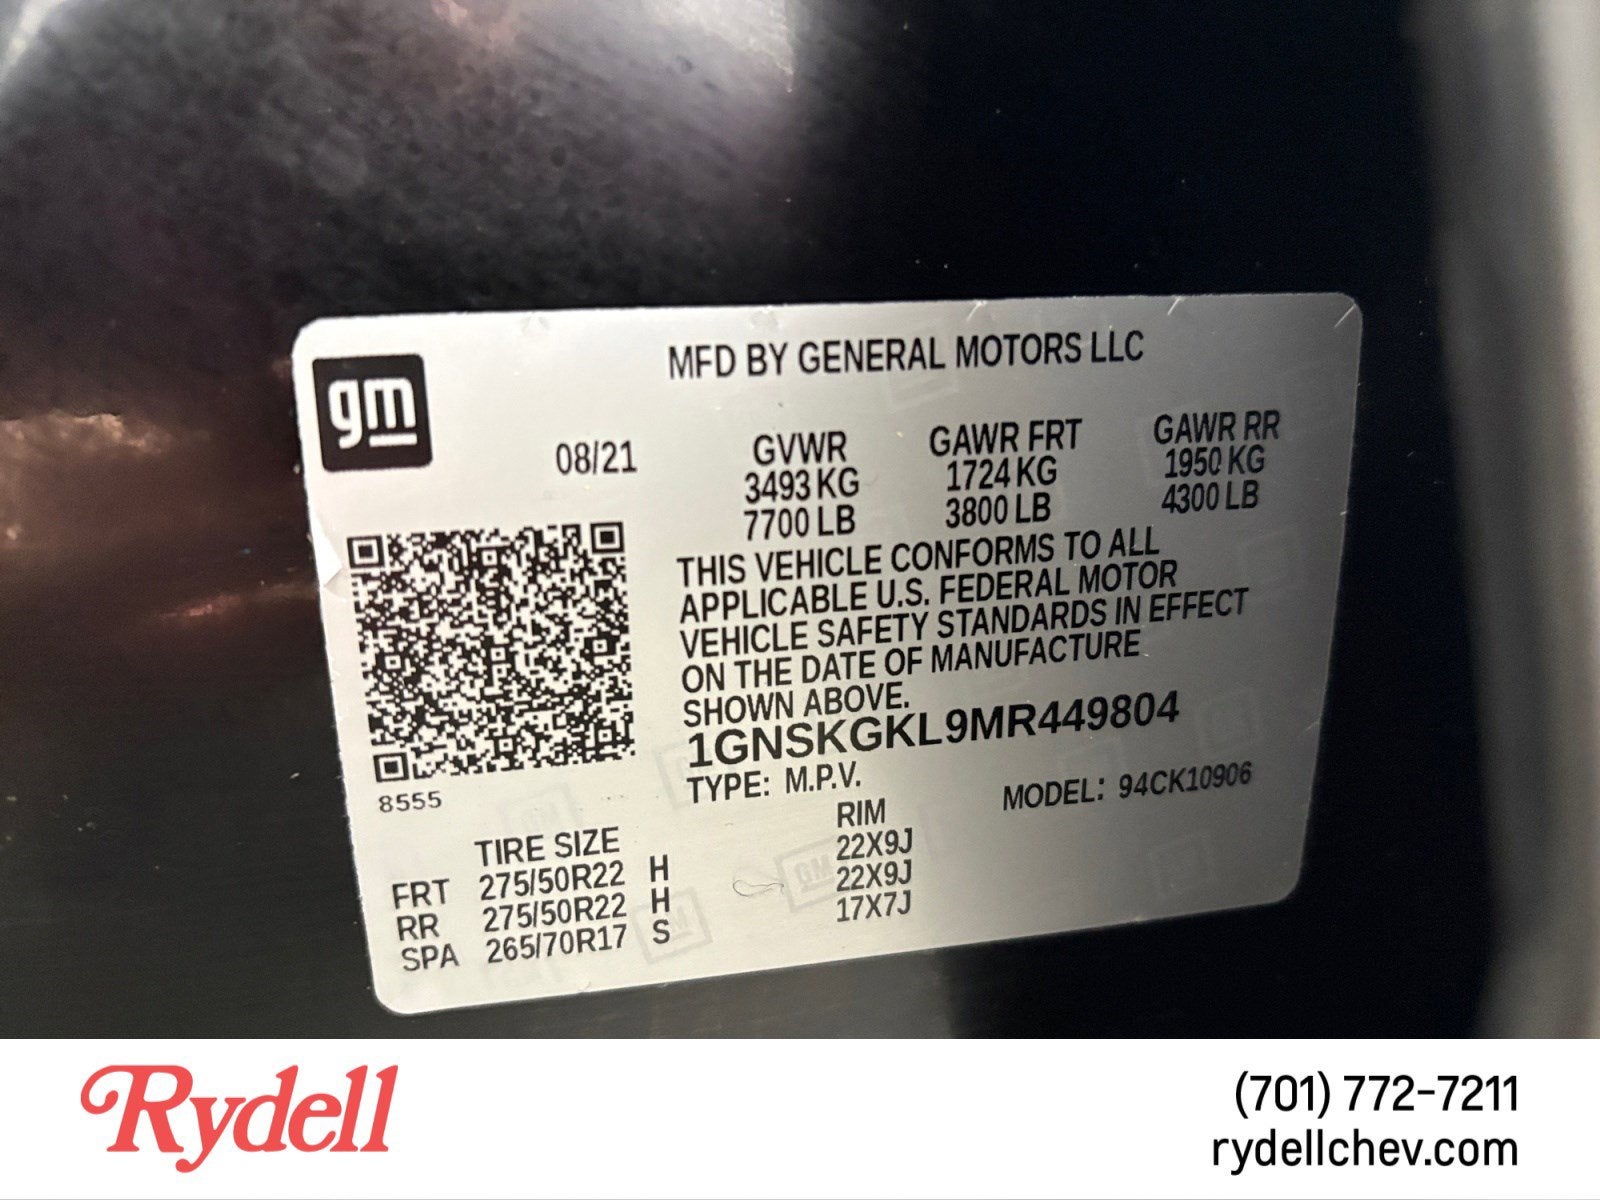 gm
MFD BY GENERAL MOTORS LLC
08/21
GVWR
3493 KG
7700 LB
GAWR FRT
1724 KG
3800 LB
GAWR RR
1950 KG
4300 LB
THIS VEHICLE CONFORMS TO ALL
APPLICABLE U.S. FEDERAL MOTOR
VEHICLE SAFETY STANDARDS IN EFFECT
ON THE DATE OF MANUFACTURE
SHOWN ABOVE.
1GNSKGKL9MR449804
8555
TYPE: M.P.V.
MODEL: 94CK10906
TIRE SIZE RIM
FRT 275/50R22 H 22X9J
RR 275/50R22 H 22X9J
SPA 265/70R17 S 17X7J
Rydell
(701) 772-7211
rydellchev.com